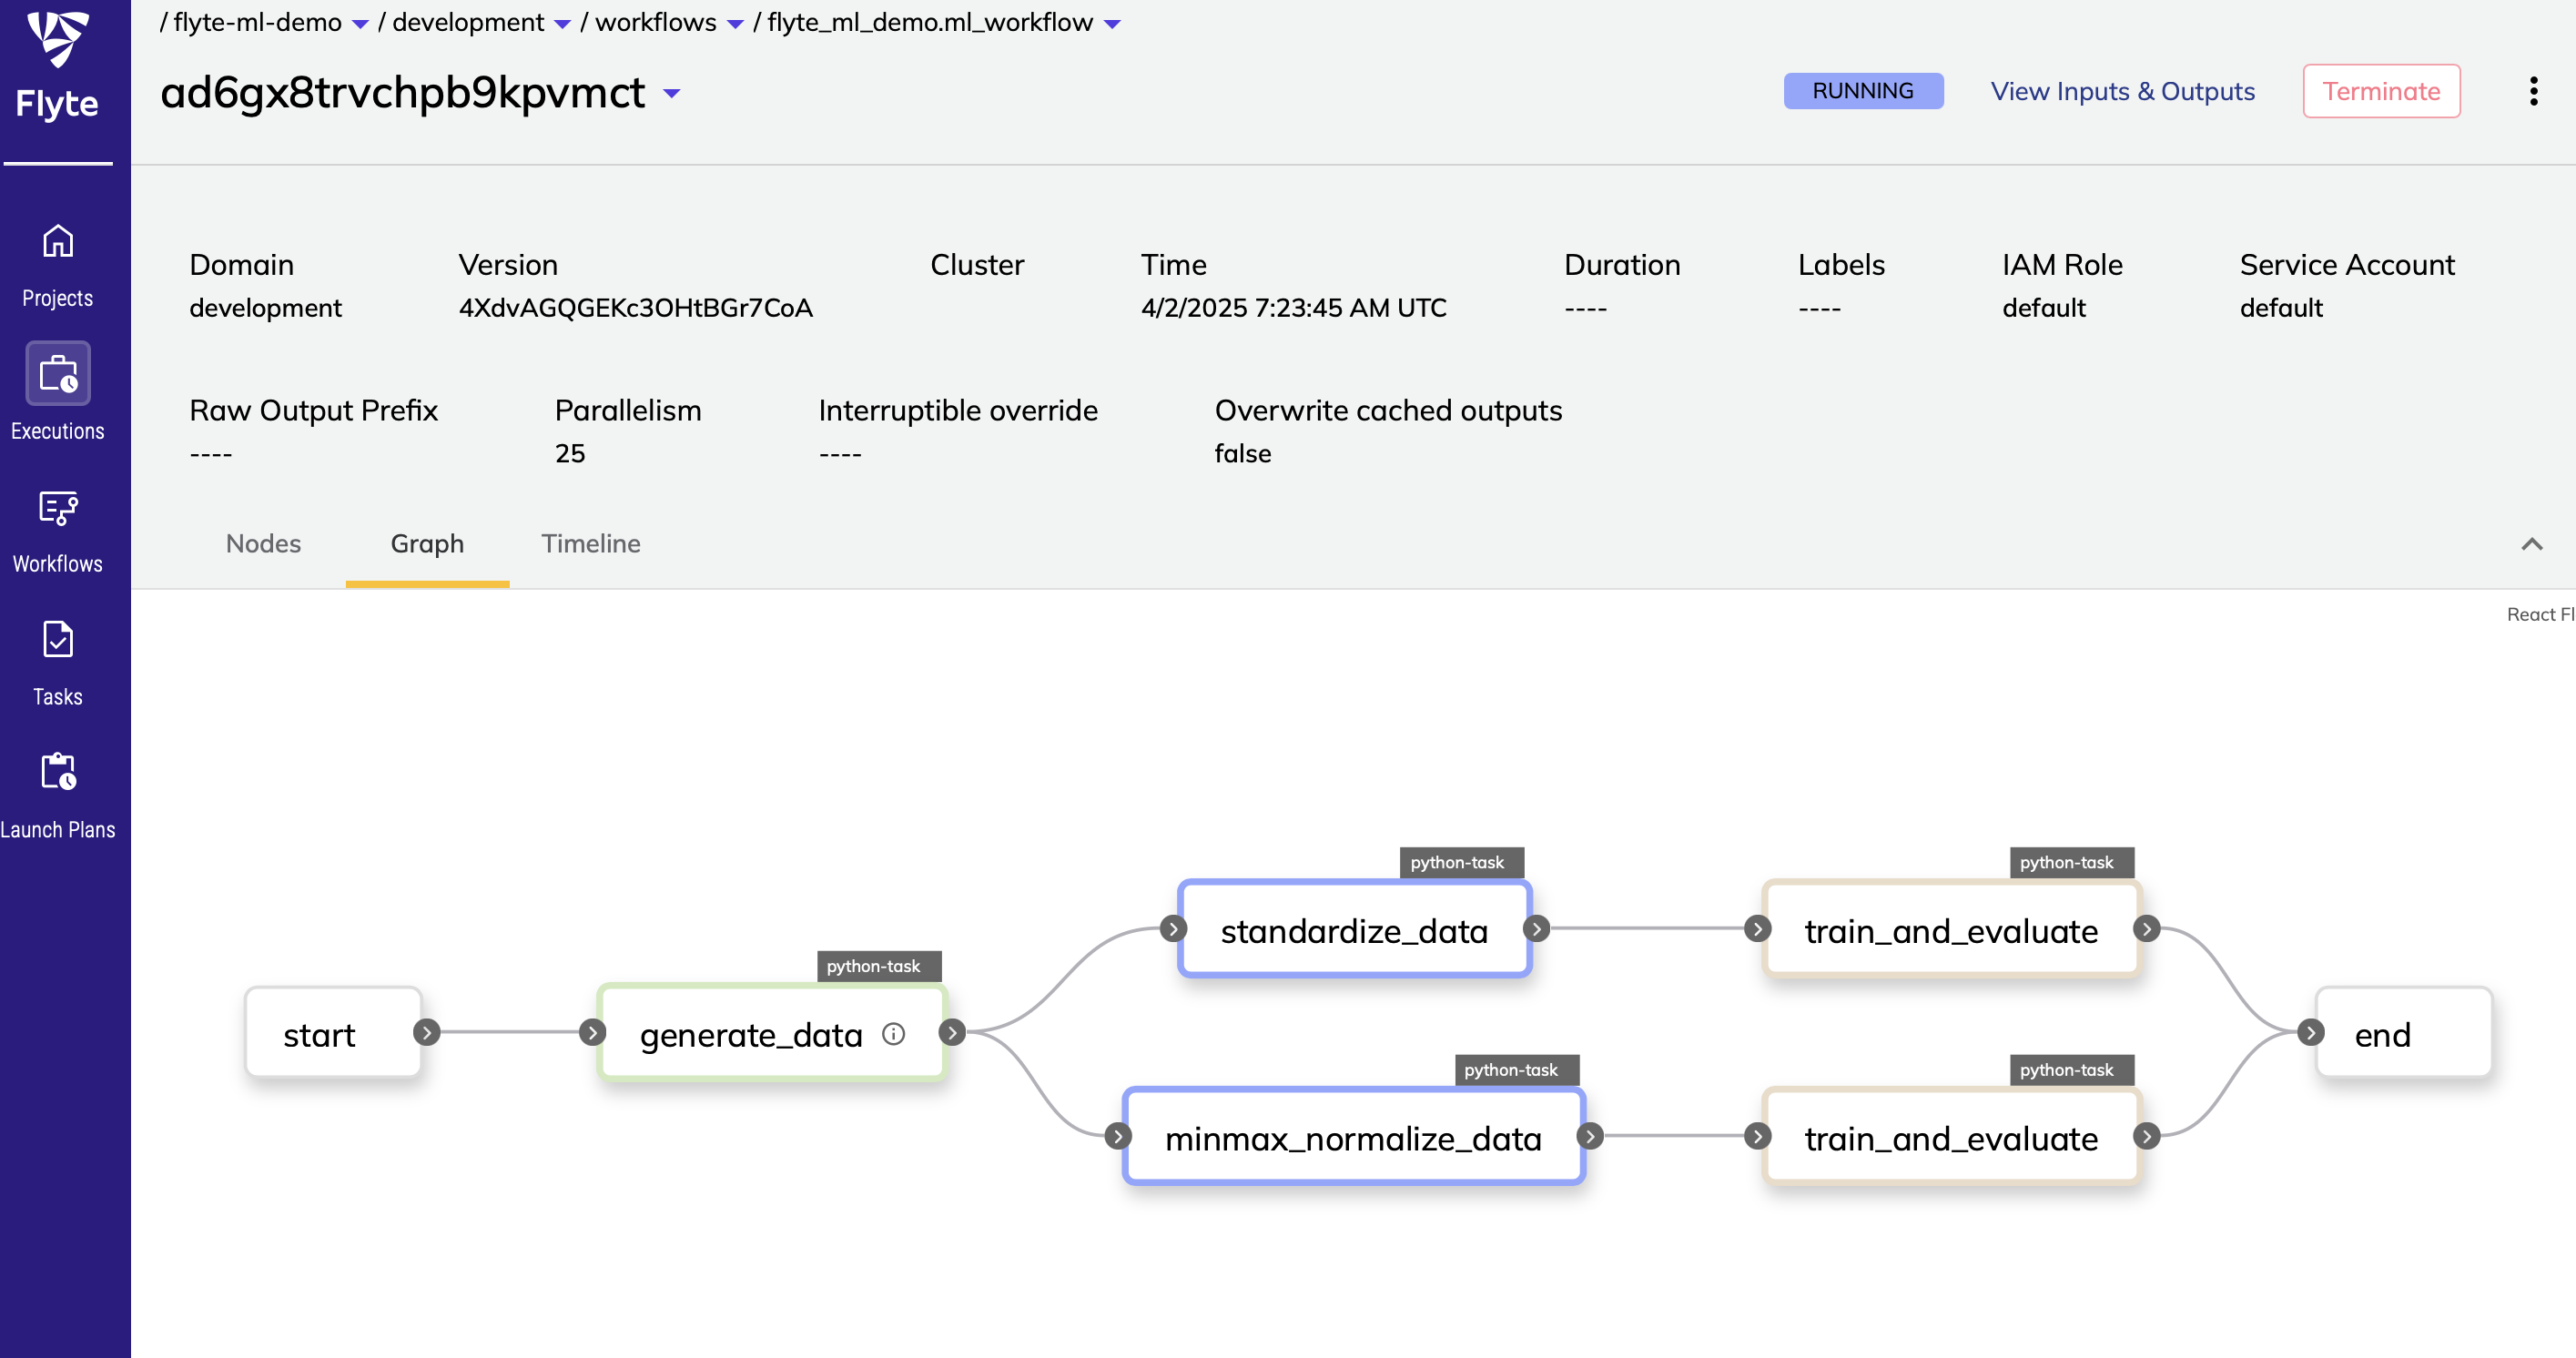 / flyte-ml-demo / development / workflows / flyte_ml_demo.ml_workflow
Flyte
ad6gx8trvchpb9kpvmct
RUNNING
View Inputs & Outputs
Terminate
Projects
Executions
Workflows
Tasks
Launch Plans
Domain Version Cluster Time Duration Labels IAM Role Service Account
development 4XdvAGQGEKc3OHtBGr7CoA 4/2/2025 7:23:45 AM UTC ---- ---- default default
Raw Output Prefix Parallelism Interruptible override Overwrite cached outputs
---- 25 ---- false
Nodes Graph Timeline
React Fl
python-task
standardize_data
python-task
train_and_evaluate
start
python-task
generate_data
end
python-task
minmax_normalize_data
python-task
train_and_evaluate